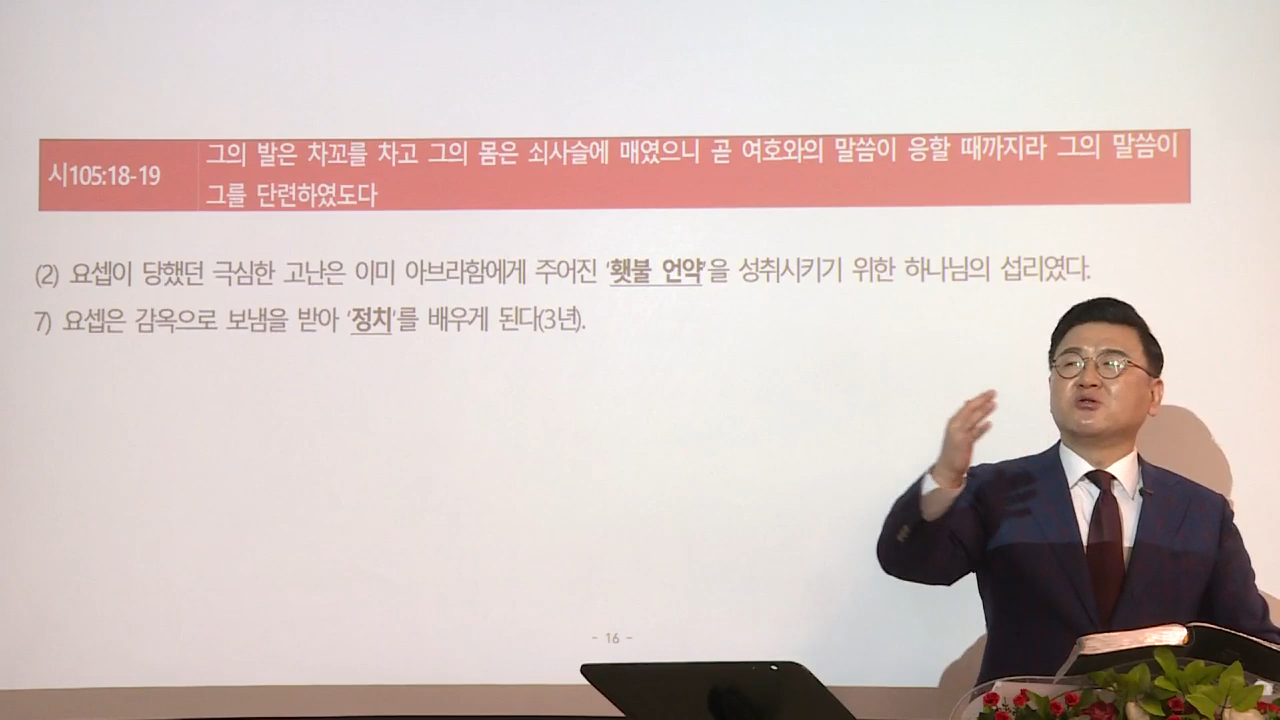 시105:18-19
그의 발은 차꼬를 차고 그의 몸은 쇠사슬에 매였으니 곧 여호와의 말씀이 응할 때까지라 그의 말씀이
그를 단련하였도다
(2) 요셉이 당했던 극심한 고난은 이미 아브라함에게 주어진 '횃불 언약'을 성취시키기 위한 하나님의 섭리였다.
7) 요셉은 감옥으로 보냄을 받아 '정치'를 배우게 된다(3년).
- 16 -